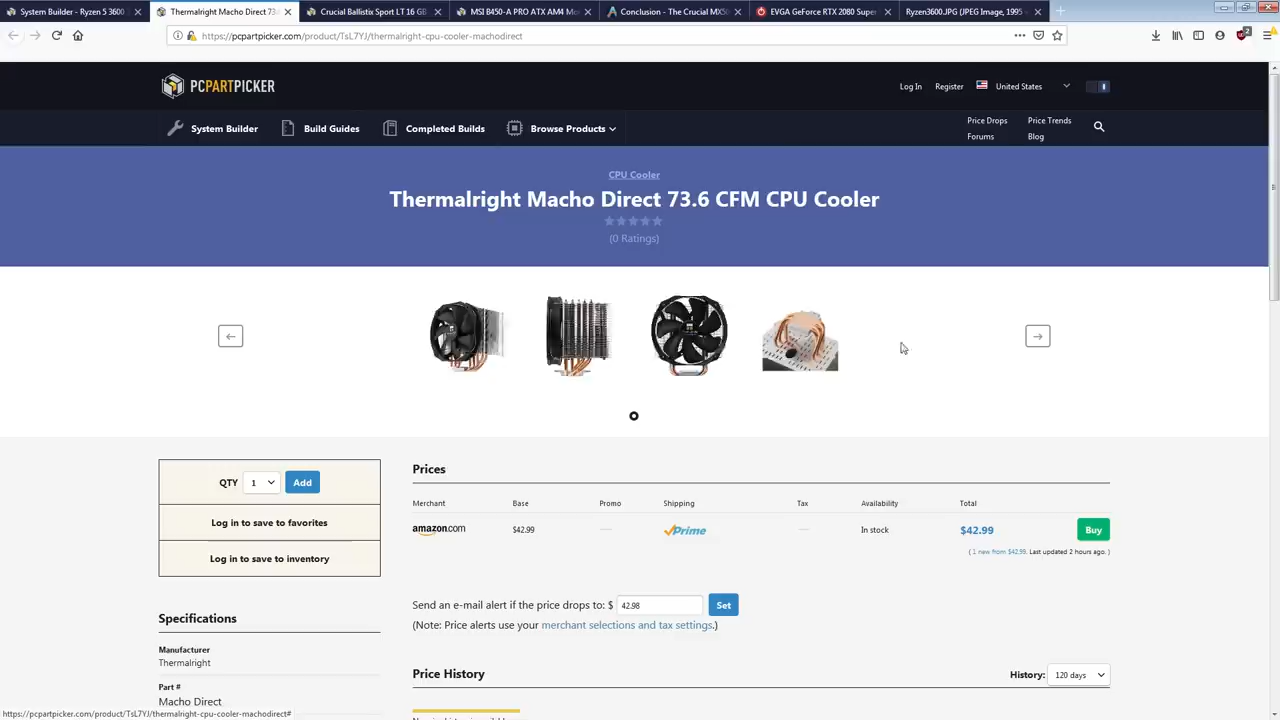 System Builder - Ryzen 5 3600
Thermalright Macho Direct 73.
Crucial Ballistix Sport LT 16 GB
MSI B450-A PRO ATX AM4 Mo
Conclusion - The Crucial MX50
EVGA GeForce RTX 2080 Super
Ryzen3600.JPG (JPEG Image, 1995
https://pcpartpicker.com/product/TsL7YJ/thermalright-cpu-cooler-machodirect
2
PCPARTPICKER
Log In
Register
United States
System Builder
Build Guides
Completed Builds
Browse Products
Price Drops
Price Trends
Forums
Blog
CPU Cooler
Thermalright Macho Direct 73.6 CFM CPU Cooler
(0 Ratings)
QTY 1 Add
Log in to save to favorites
Log in to save to inventory
Specifications
Manufacturer
Thermalright
Part #
Macho Direct
Prices
Merchant Base Promo Shipping Tax Availability Total
amazon.com $42.99 — Prime — In stock $42.99 Buy
( 1 new from $42.99. Last updated 2 hours ago. )
Send an e-mail alert if the price drops to: $ 42.98 Set
(Note: Price alerts use your merchant selections and tax settings.)
Price History
History: 120 days
https://pcpartpicker.com/product/TsL7YJ/thermalright-cpu-cooler-machodirect#